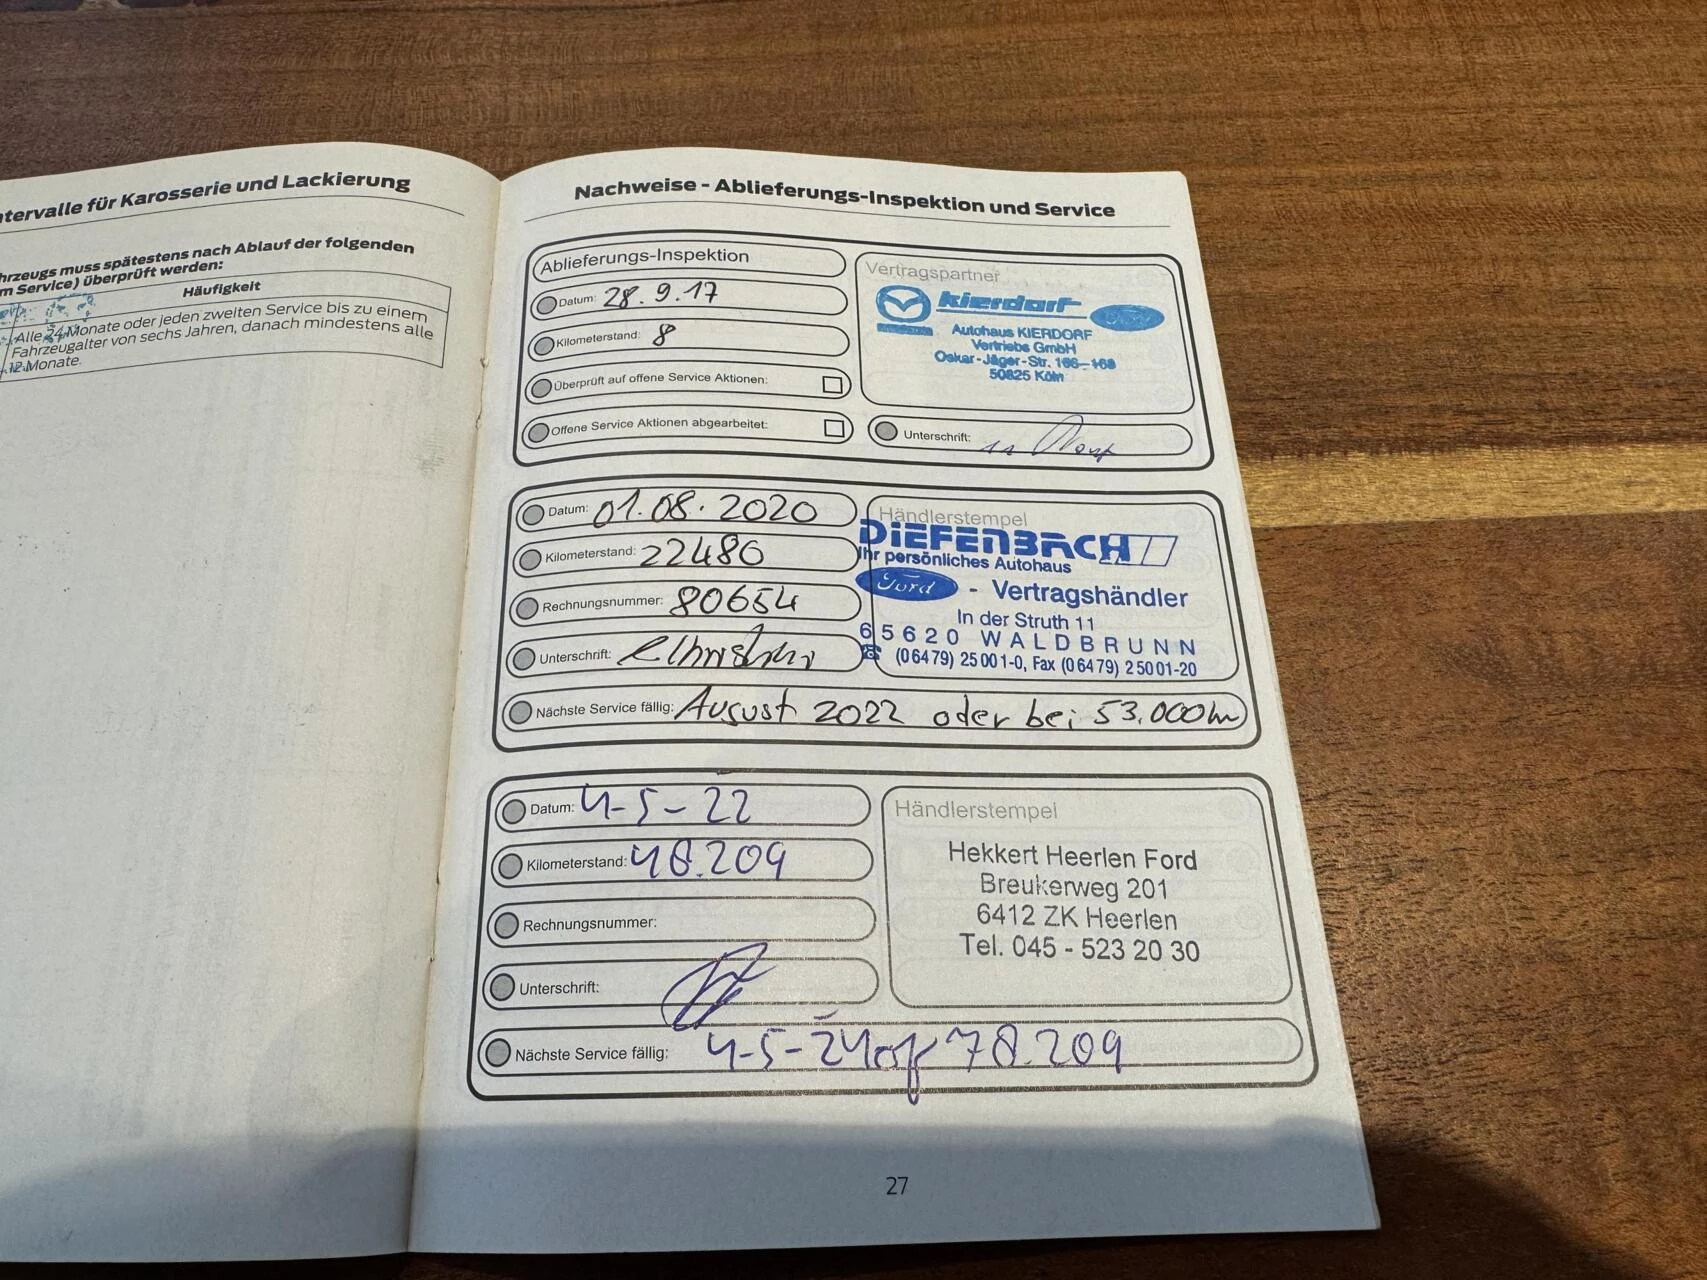 ntervalle für Karosserie und Lackierung
hrzeugs muss spätestens nach Ablauf der folgenden
m Service) überprüft werden:
Häufigkeit
Alle 24 Monate oder jeden zweiten Service bis zu einem
Fahrzeugalter von sechs Jahren, danach mindestens alle
12 Monate.
Nachweise - Ablieferungs-Inspektion und Service
Ablieferungs-Inspektion
Datum: 28.9.17
Kilometerstand: 8
Überprüft auf offene Service Aktionen:
Offene Service Aktionen abgearbeitet:
Vertragspartner
mazda
Kierdorf
Ford
Autohaus KIERDORF
Vertriebs GmbH
Oskar-Jäger-Str. 166-168
50825 Köln
Unterschrift:
Datum: 01.08.2020
Kilometerstand: 22480
Rechnungsnummer: 80654
Unterschrift:
Nächste Service fällig: August 2022 oder bei 53.000km
Händlerstempel
DIEFENBACH
Ihr persönliches Autohaus
Ford - Vertragshändler
In der Struth 11
65620 WALDBRUNN
☎ (06479) 25001-0, Fax (06479) 25001-20
Datum: 4-5-22
Kilometerstand: 48.209
Rechnungsnummer:
Unterschrift:
Nächste Service fällig: 4-5-24 of 78.209
Händlerstempel
Hekkert Heerlen Ford
Breukerweg 201
6412 ZK Heerlen
Tel. 045 - 523 20 30
27